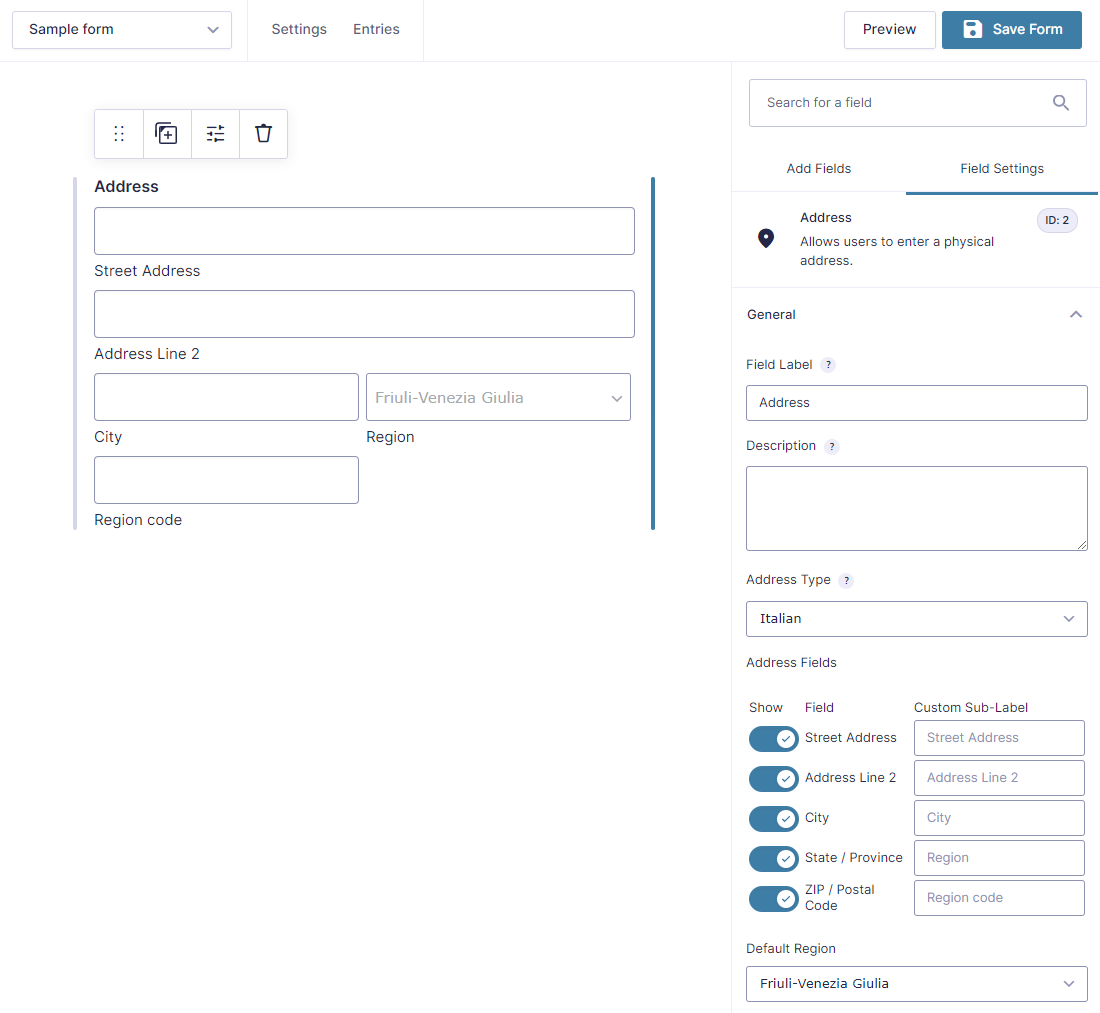 Sample form
Settings
Entries
Preview
Save Form
Address
Street Address
Address Line 2
Friuli-Venezia Giulia
City
Region
Region code
Search for a field
Add Fields
Field Settings
Address
ID: 2
Allows users to enter a physical
address.
General
Field Label ?
Address
Description ?
Address Type ?
Italian
Address Fields
Show Field Custom Sub-Label
Street Address Street Address
Address Line 2 Address Line 2
City City
State / Province Region
ZIP / Postal
Code
Region code
Default Region
Friuli-Venezia Giulia